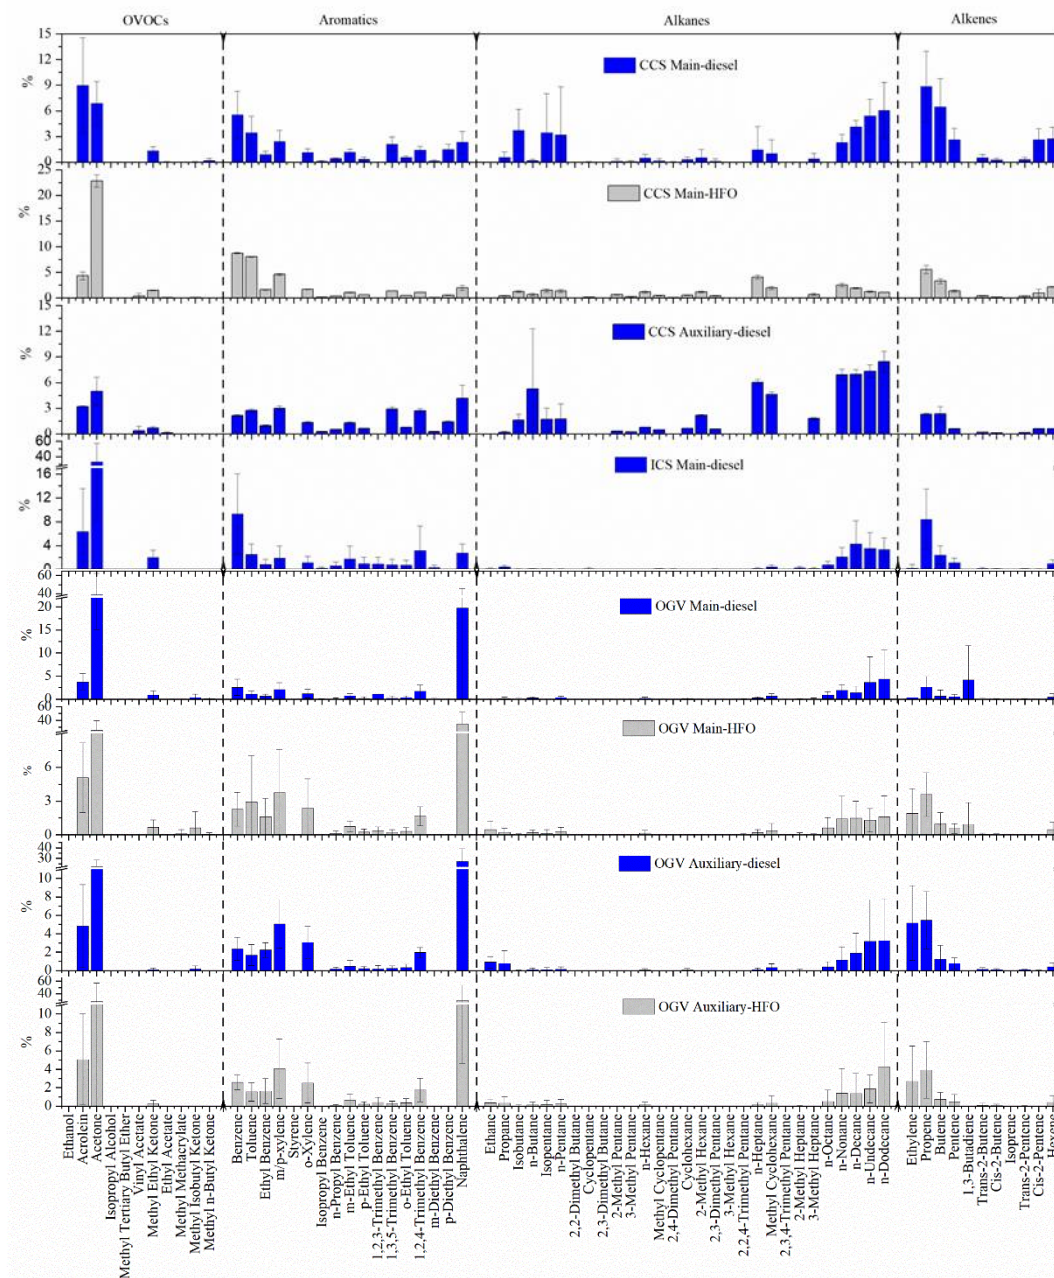 OVOCs Aromatics Alkanes Alkenes
15
12
9
6
3
0
%
CCS Main-diesel
25
20
15
10
5
0
%
CCS Main-HFO
15
12
9
6
3
0
%
CCS Auxiliary-diesel
60
40
16
12
8
4
0
%
ICS Main-diesel
60
40
20
15
10
5
0
%
OGV Main-diesel
60
40
6
3
0
%
OGV Main-HFO
40
30
10
8
6
4
2
0
%
OGV Auxiliary-diesel
60
40
10
8
6
4
2
0
%
OGV Auxiliary-HFO
Ethanol
Acrolein
Acetone
Isopropyl Alcohol
Methyl Tertiary Butyl Ether
Vinyl Acetate
Methyl Ethyl Ketone
Ethyl Acetate
Methyl Methacrylate
Methyl Isobutyl Ketone
Methyl n-Butyl Ketone
Benzene
Toluene
Ethyl Benzene
m/p-xylene
Styrene
o-Xylene
Isopropyl Benzene
n-Propyl Benzene
m-Ethyl Toluene
p-Ethyl Toluene
1,2,3-Trimethyl Benzene
1,3,5-Trimethyl Benzene
o-Ethyl Toluene
1,2,4-Trimethyl Benzene
m-Diethyl Benzene
p-Diethyl Benzene
Naphthalene
Ethane
Propane
Isobutane
n-Butane
Isopentane
n-Pentane
2,2-Dimethyl Butane
Cyclopentane
2,3-Dimethyl Butane
2-Methyl Pentane
3-Methyl Pentane
n-Hexane
Methyl Cyclopentane
2,4-Dimethyl Pentane
Cyclohexane
2-Methyl Hexane
2,3-Dimethyl Pentane
3-Methyl Hexane
2,2,4-Trimethyl Pentane
n-Heptane
Methyl Cyclohexane
2,3,4-Trimethyl Pentane
2-Methyl Heptane
3-Methyl Heptane
n-Octane
n-Nonane
n-Decane
n-Undecane
n-Dodecane
Ethylene
Propene
Butene
Pentene
1,3-Butadiene
Trans-2-Butene
Cis-2-Butene
Isoprene
Trans-2-Pentene
Cis-2-Pentene